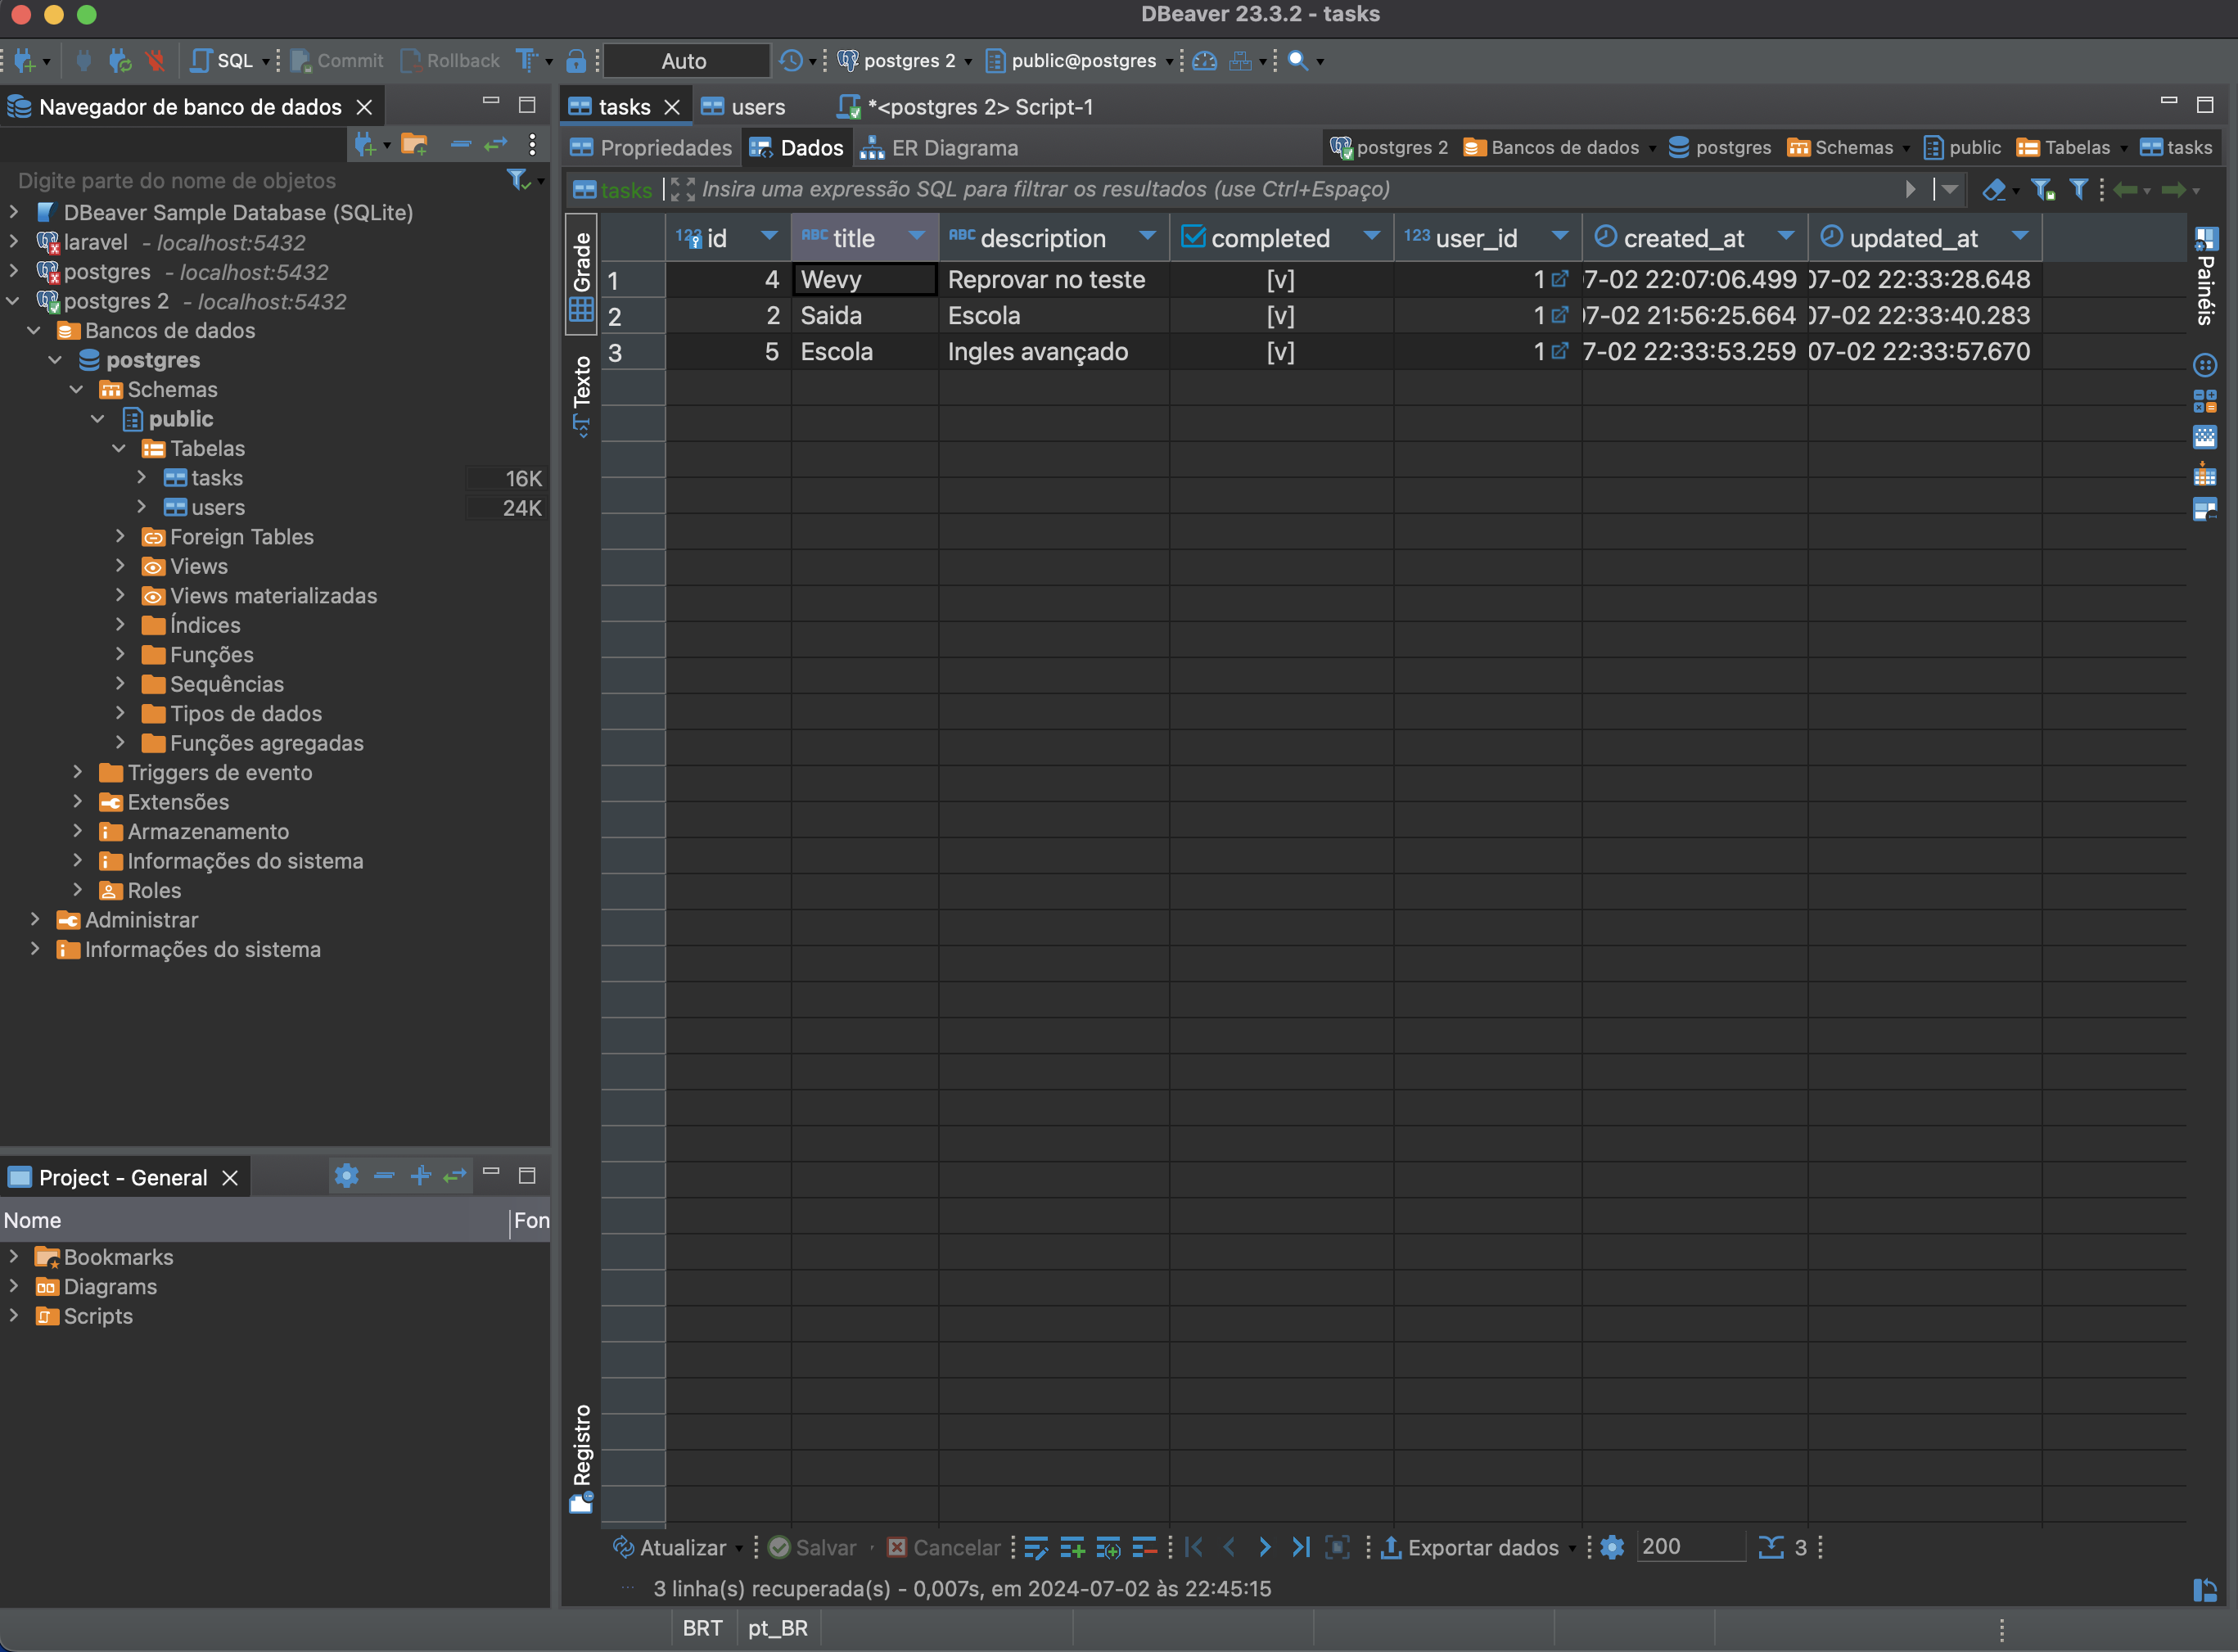 DBeaver 23.3.2 - tasks
SQL Commit Rollback Auto postgres 2 public@postgres
Navegador de banco de dados
Digite parte do nome de objetos
DBeaver Sample Database (SQLite)
laravel - localhost:5432
postgres - localhost:5432
postgres 2 - localhost:5432
Bancos de dados
postgres
Schemas
public
Tabelas
tasks 16K
users 24K
Foreign Tables
Views
Views materializadas
Índices
Funções
Sequências
Tipos de dados
Funções agregadas
Triggers de evento
Extensões
Armazenamento
Informações do sistema
Roles
Administrar
Informações do sistema
Project - General
Nome Fon
Bookmarks
Diagrams
Scripts
tasks users *<postgres 2> Script-1
Propriedades Dados ER Diagrama postgres 2 Bancos de dados postgres Schemas public Tabelas tasks
tasks Insira uma expressão SQL para filtrar os resultados (use Ctrl+Espaço)
Grade
Texto
Registro
123 id ABC title ABC description completed 123 user_id created_at updated_at
1 4 Wevy Reprovar no teste [v] 1 7-02 22:07:06.499 07-02 22:33:28.648
2 2 Saida Escola [v] 1 7-02 21:56:25.664 07-02 22:33:40.283
3 5 Escola Ingles avançado [v] 1 7-02 22:33:53.259 07-02 22:33:57.670
Painéis
Atualizar Salvar Cancelar Exportar dados 200 3
3 linha(s) recuperada(s) - 0,007s, em 2024-07-02 às 22:45:15
BRT pt_BR